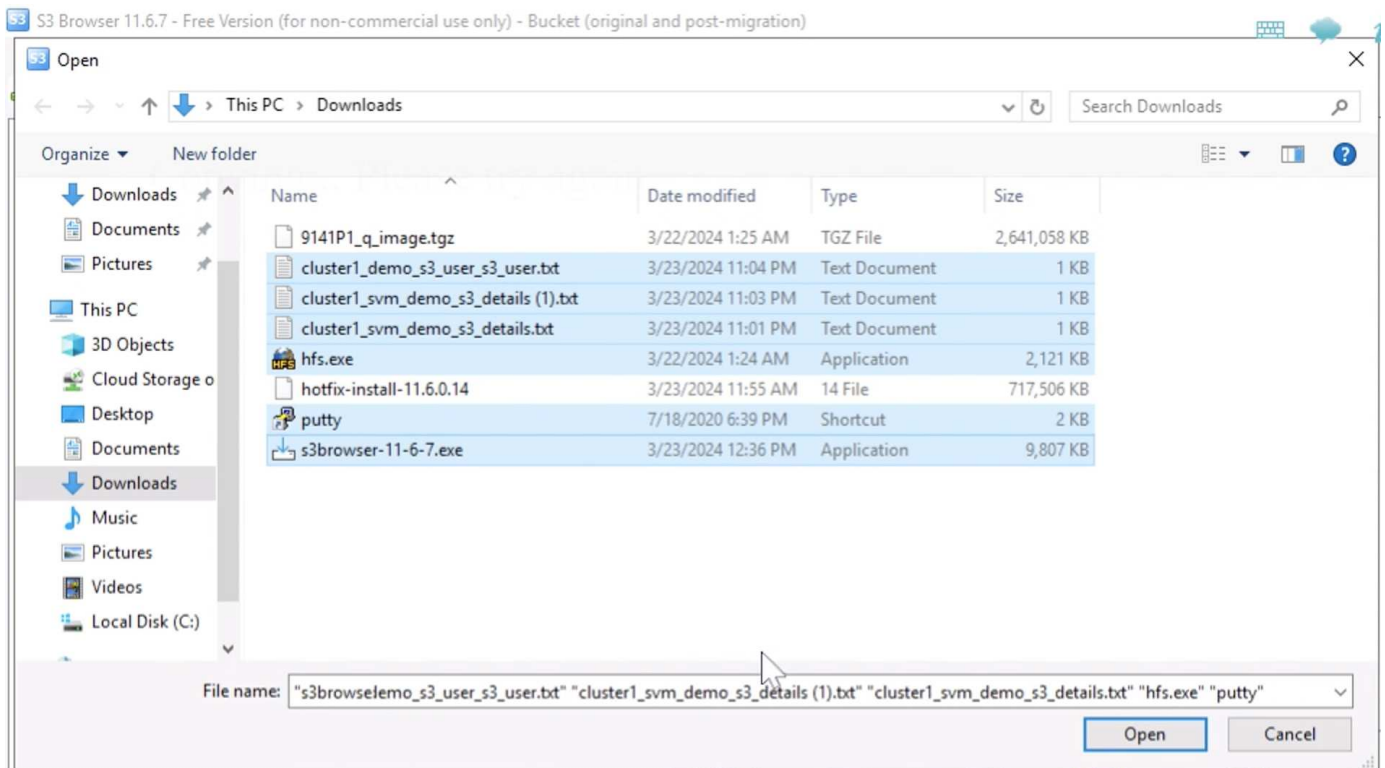 S3 Browser 11.6.7 - Free Version (for non-commercial use only) - Bucket (original and post-migration)
Open
This PC > Downloads
Search Downloads
Organize
New folder
Name
Date modified
Type
Size
Downloads
Documents
Pictures
This PC
3D Objects
Cloud Storage o
Desktop
Documents
Downloads
Music
Pictures
Videos
Local Disk (C:)
9141P1_q_image.tgz 3/22/2024 1:25 AM TGZ File 2,641,058 KB
cluster1_demo_s3_user_s3_user.txt 3/23/2024 11:04 PM Text Document 1 KB
cluster1_svm_demo_s3_details (1).txt 3/23/2024 11:03 PM Text Document 1 KB
cluster1_svm_demo_s3_details.txt 3/23/2024 11:01 PM Text Document 1 KB
hfs.exe 3/22/2024 1:24 AM Application 2,121 KB
hotfix-install-11.6.0.14 3/23/2024 11:55 AM 14 File 717,506 KB
putty 7/18/2020 6:39 PM Shortcut 2 KB
s3browser-11-6-7.exe 3/23/2024 12:36 PM Application 9,807 KB
File name: "s3browselemo_s3_user_s3_user.txt" "cluster1_svm_demo_s3_details (1).txt" "cluster1_svm_demo_s3_details.txt" "hfs.exe" "putty"
Open
Cancel